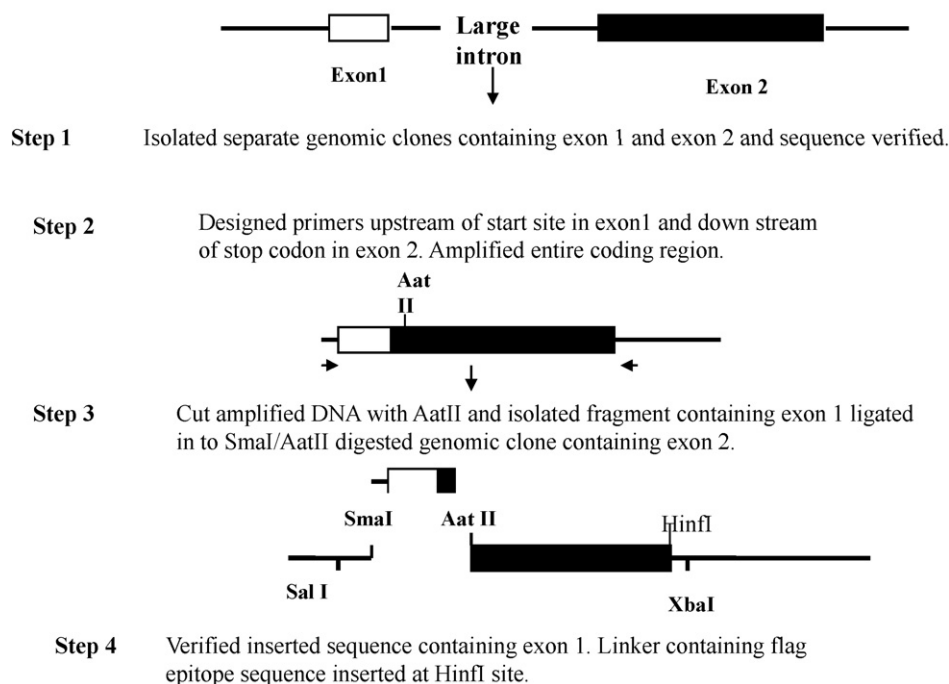 Large
intron
Exon1
Exon 2
Step 1 Isolated separate genomic clones containing exon 1 and exon 2 and sequence verified.
Step 2 Designed primers upstream of start site in exon1 and down stream
of stop codon in exon 2. Amplified entire coding region.
Aat
II
Step 3 Cut amplified DNA with AatII and isolated fragment containing exon 1 ligated
in to SmaI/AatII digested genomic clone containing exon 2.
SmaI Aat II HinfI
Sal I XbaI
Step 4 Verified inserted sequence containing exon 1. Linker containing flag
epitope sequence inserted at HinfI site.